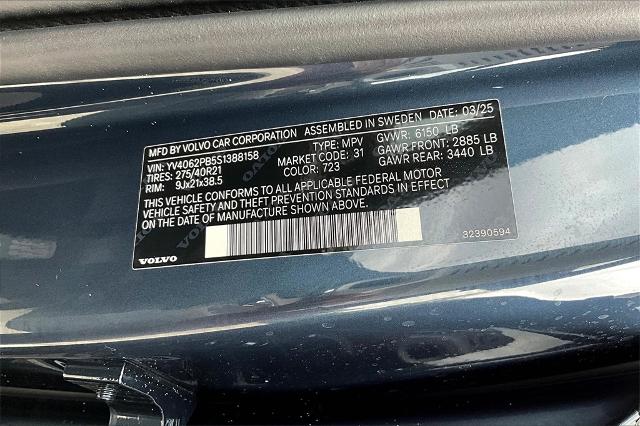 MFD BY VOLVO CAR CORPORATION ASSEMBLED IN SWEDEN DATE: 03/25
VIN: YV4062PB5S1388158 TYPE: MPV GVWR: 6150 LB
TIRES: 275/40R21 MARKET CODE: 31 GAWR FRONT: 2885 LB
RIM: 9Jx21x38.5 COLOR: 723 GAWR REAR: 3440 LB
THIS VEHICLE CONFORMS TO ALL APPLICABLE FEDERAL MOTOR
VEHICLE SAFETY AND THEFT PREVENTION STANDARDS IN EFFECT
ON THE DATE OF MANUFACTURE SHOWN ABOVE.
VOLVO 32390594